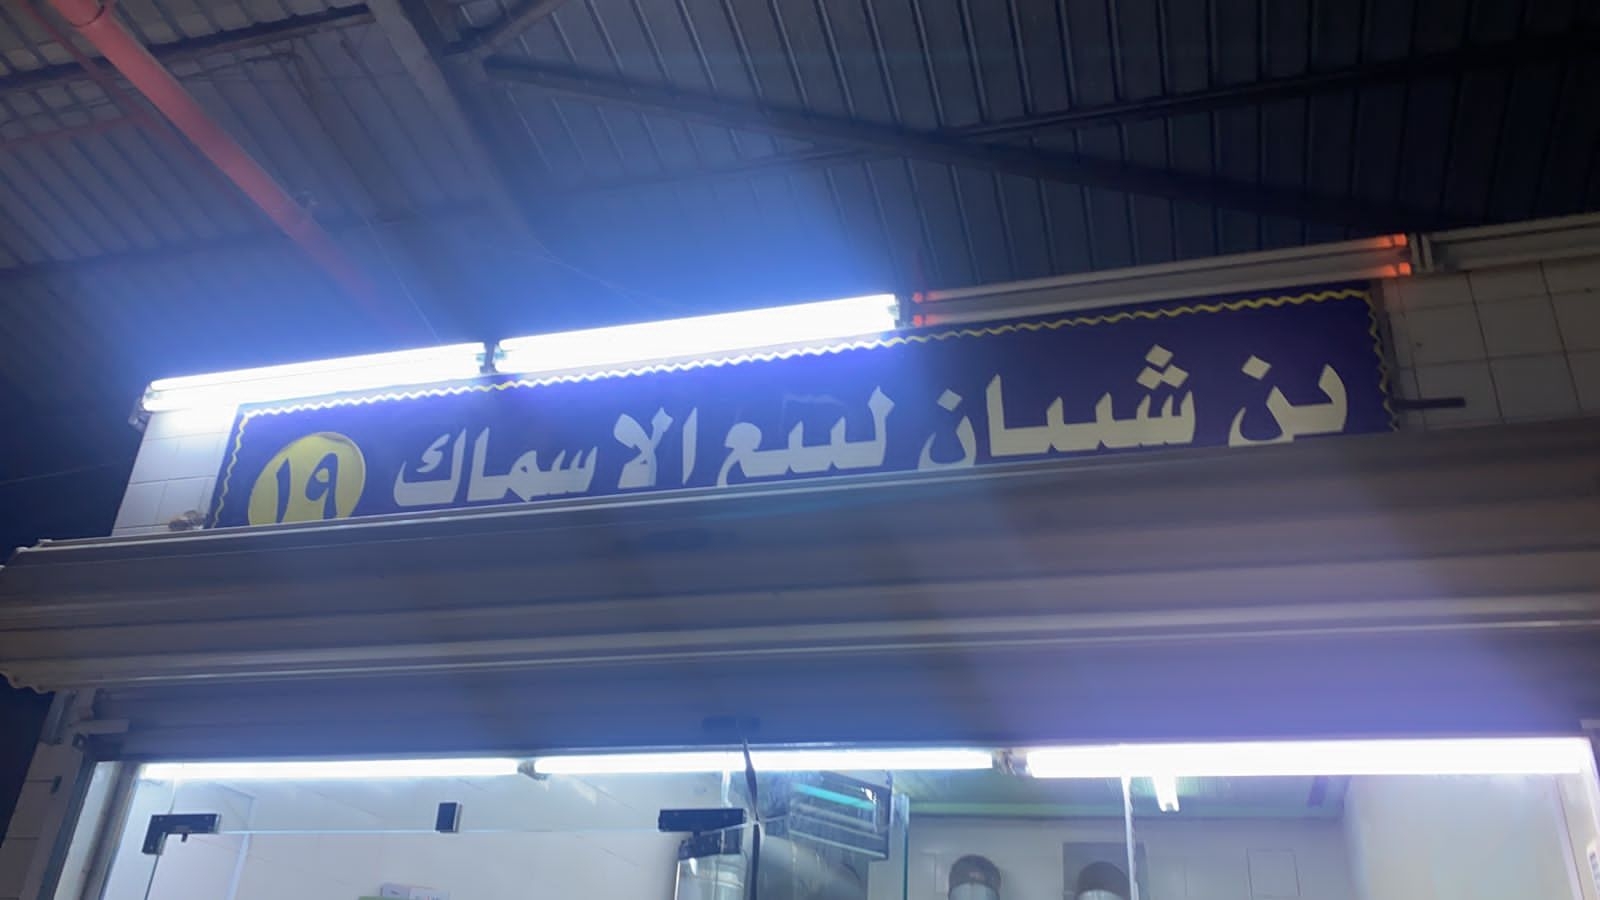 بن شبان لبيع الاسماك ١٩